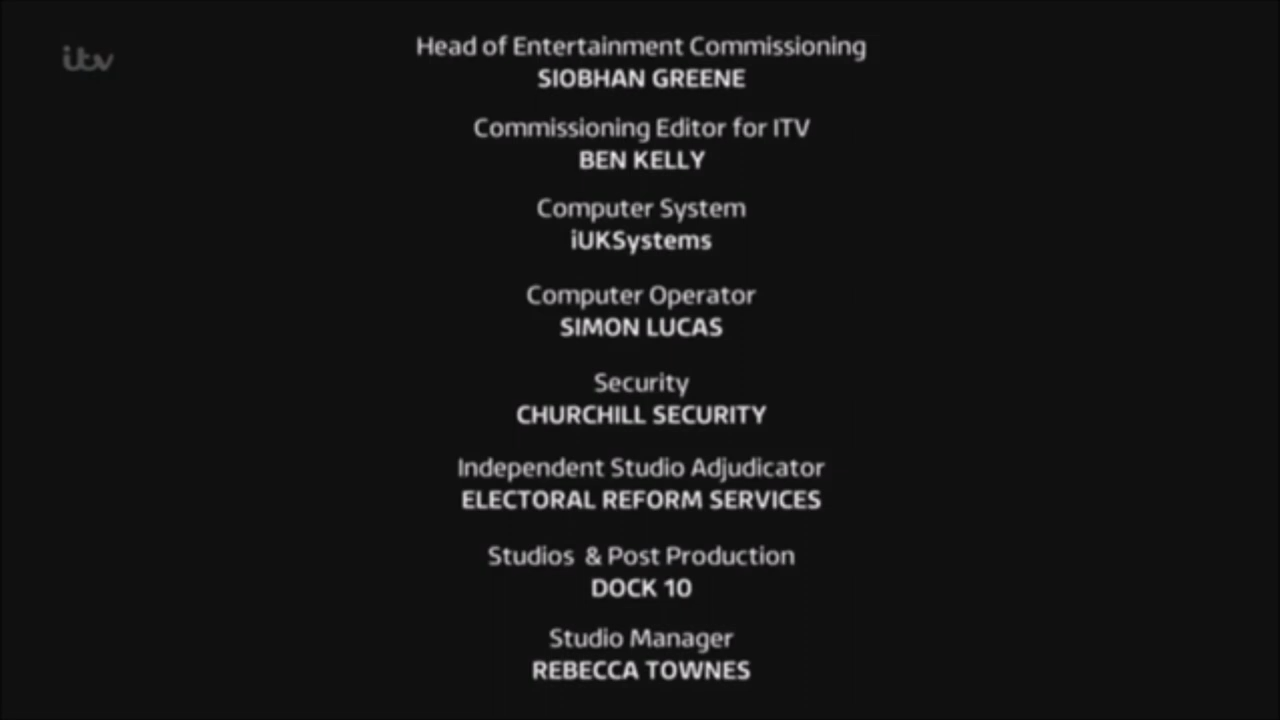 itv
Head of Entertainment Commissioning
SIOBHAN GREENE
Commissioning Editor for ITV
BEN KELLY
Computer System
iUKSystems
Computer Operator
SIMON LUCAS
Security
CHURCHILL SECURITY
Independent Studio Adjudicator
ELECTORAL REFORM SERVICES
Studios & Post Production
DOCK 10
Studio Manager
REBECCA TOWNES